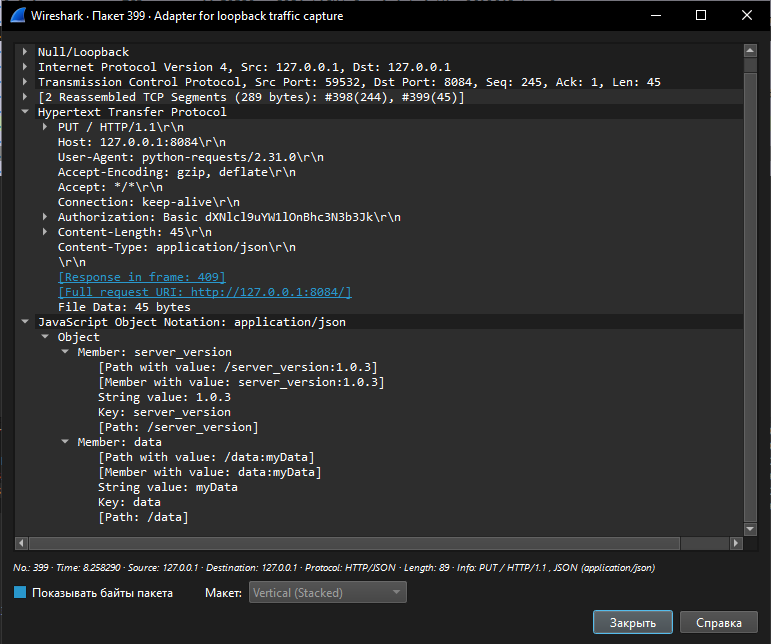 Wireshark · Пакет 399 · Adapter for loopback traffic capture
Null/Loopback
Internet Protocol Version 4, Src: 127.0.0.1, Dst: 127.0.0.1
Transmission Control Protocol, Src Port: 59532, Dst Port: 8084, Seq: 245, Ack: 1, Len: 45
[2 Reassembled TCP Segments (289 bytes): #398(244), #399(45)]
Hypertext Transfer Protocol
PUT / HTTP/1.1\r\n
Host: 127.0.0.1:8084\r\n
User-Agent: python-requests/2.31.0\r\n
Accept-Encoding: gzip, deflate\r\n
Accept: */*\r\n
Connection: keep-alive\r\n
Authorization: Basic dXNlcl9uYW1lOnBhc3N3b3Jk\r\n
Content-Length: 45\r\n
Content-Type: application/json\r\n
\r\n
[Response in frame: 409]
[Full request URI: http://127.0.0.1:8084/]
File Data: 45 bytes
JavaScript Object Notation: application/json
Object
Member: server_version
[Path with value: /server_version:1.0.3]
[Member with value: server_version:1.0.3]
String value: 1.0.3
Key: server_version
[Path: /server_version]
Member: data
[Path with value: /data:myData]
[Member with value: data:myData]
String value: myData
Key: data
[Path: /data]
No.: 399 · Time: 8.258290 · Source: 127.0.0.1 · Destination: 127.0.0.1 · Protocol: HTTP/JSON · Length: 89 · Info: PUT / HTTP/1.1 , JSON (application/json)
Показывать байты пакета Макет: Vertical (Stacked)
Закрыть Справка